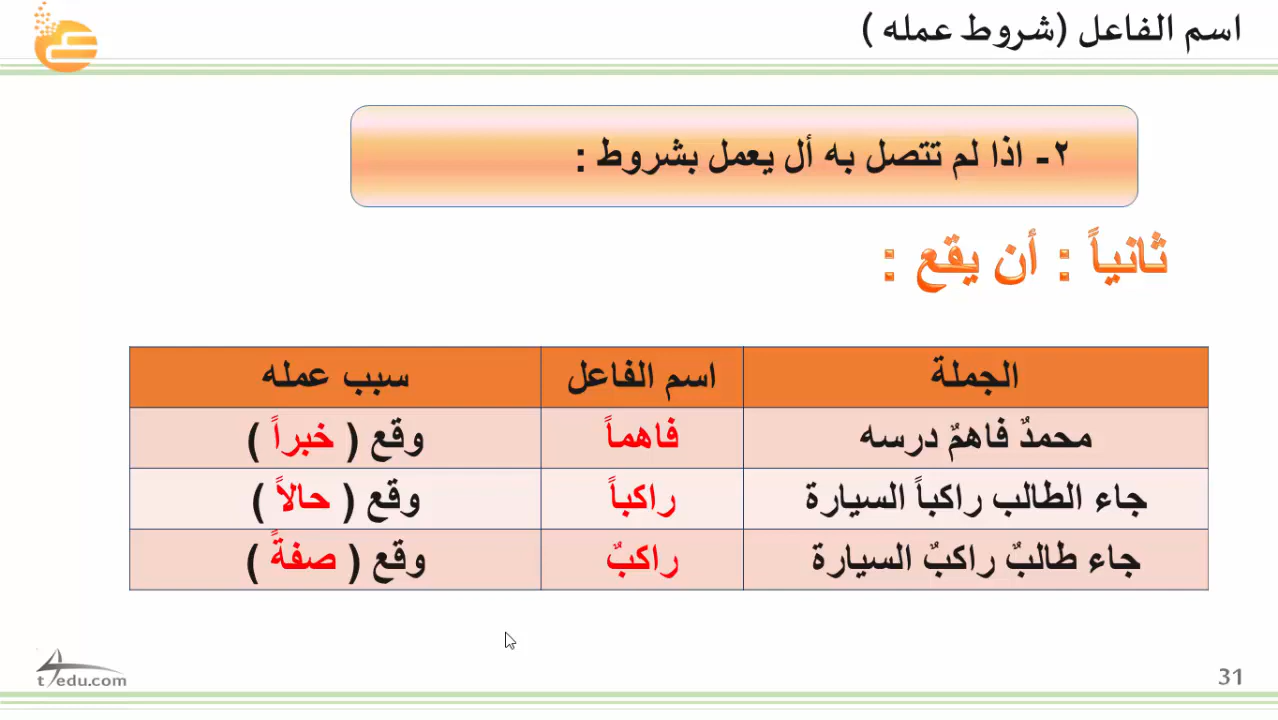 اسم الفاعل (شروط عمله )
٢- اذا لم تتصل به أل يعمل بشروط :
ثانياً : أن يقع :
الجملة اسم الفاعل سبب عمله
محمدٌ فاهمٌ درسه فاهماً وقع ( خبراً )
جاء الطالب راكباً السيارة راكباً وقع ( حالاً )
جاء طالبٌ راكبٌ السيارة راكبٌ وقع ( صفةً )
t4edu.com
31